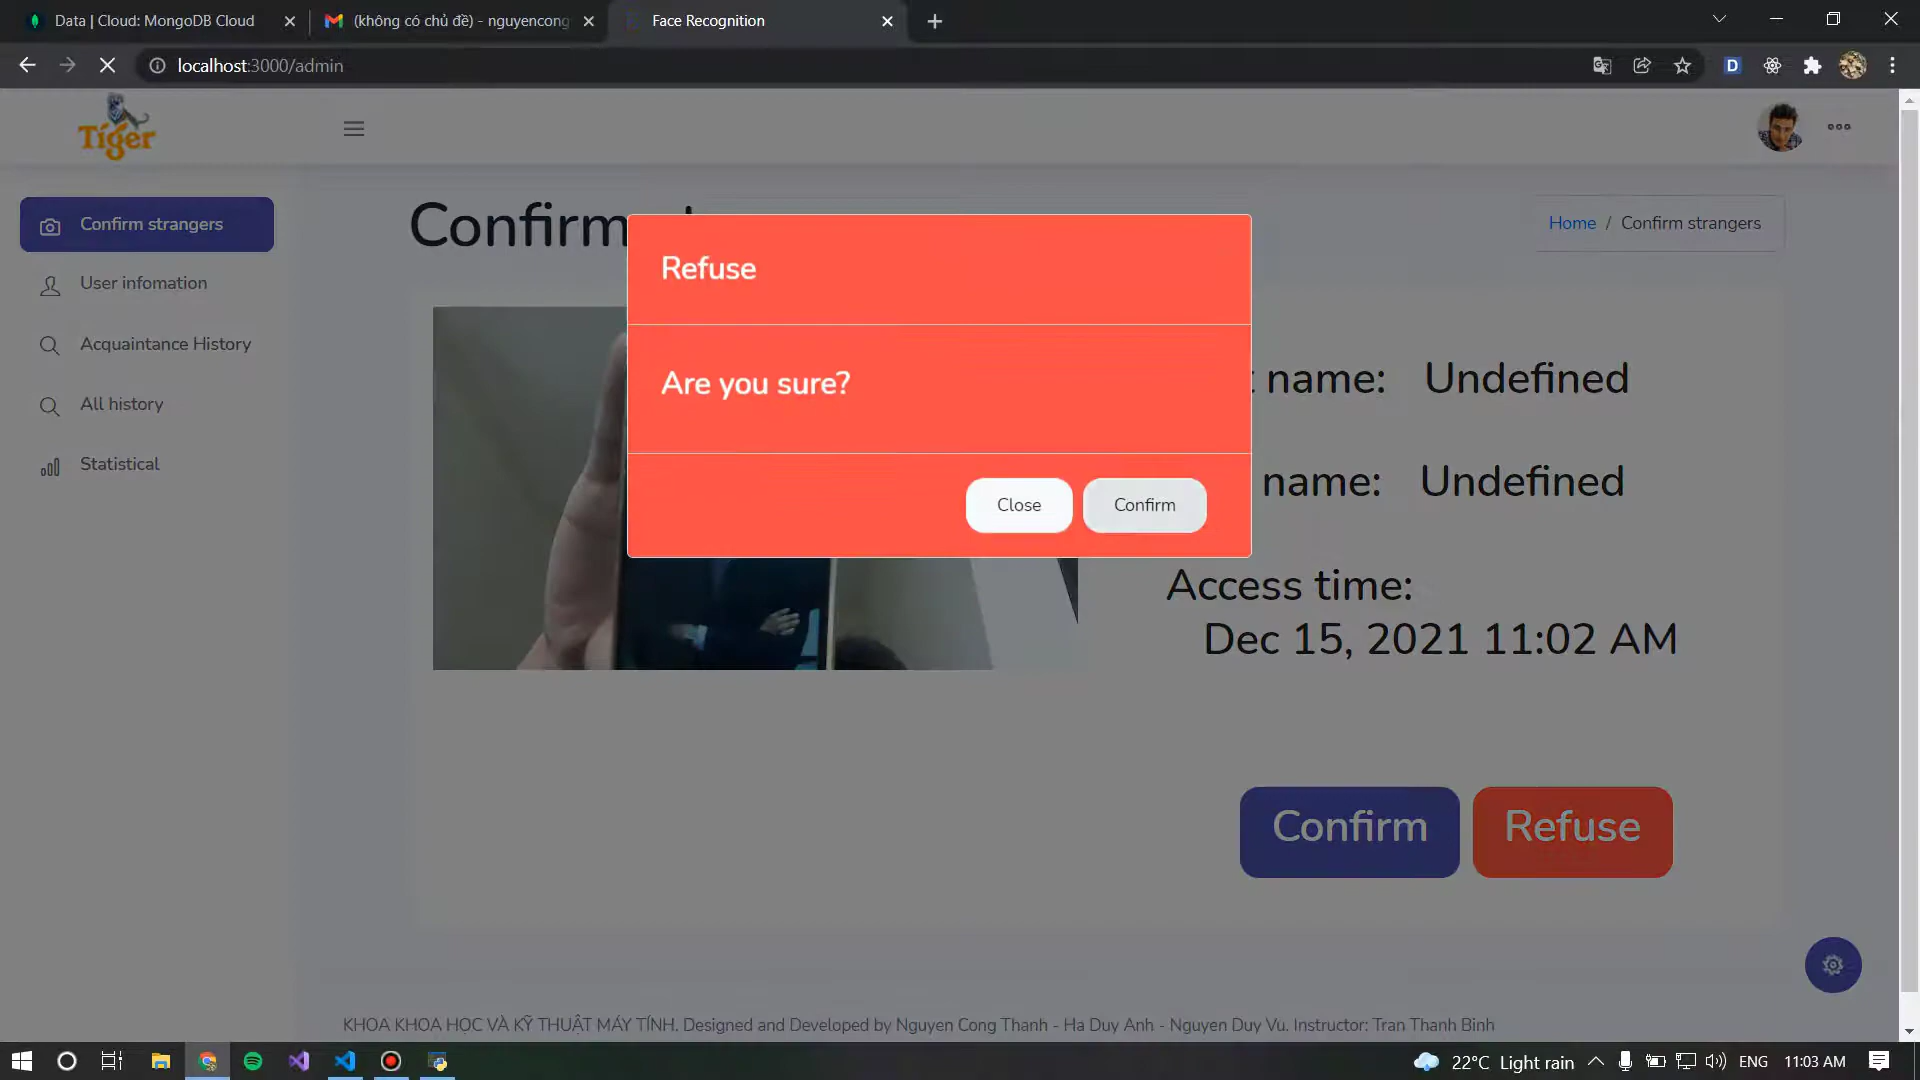 Data | Cloud: MongoDB Cloud
(không có chủ đề) - nguyencong
Face Recognition
localhost:3000/admin
Tiger
Confirm
Home / Confirm strangers
Confirm strangers
User infomation
Acquaintance History
All history
Statistical
Refuse
Are you sure?
Close
Confirm
name: Undefined
name: Undefined
Access time:
Dec 15, 2021 11:02 AM
Confirm
Refuse
KHOA KHOA HỌC VÀ KỸ THUẬT MÁY TÍNH. Designed and Developed by Nguyen Cong Thanh - Ha Duy Anh - Nguyen Duy Vu. Instructor: Tran Thanh Binh
22°C Light rain
ENG
11:03 AM